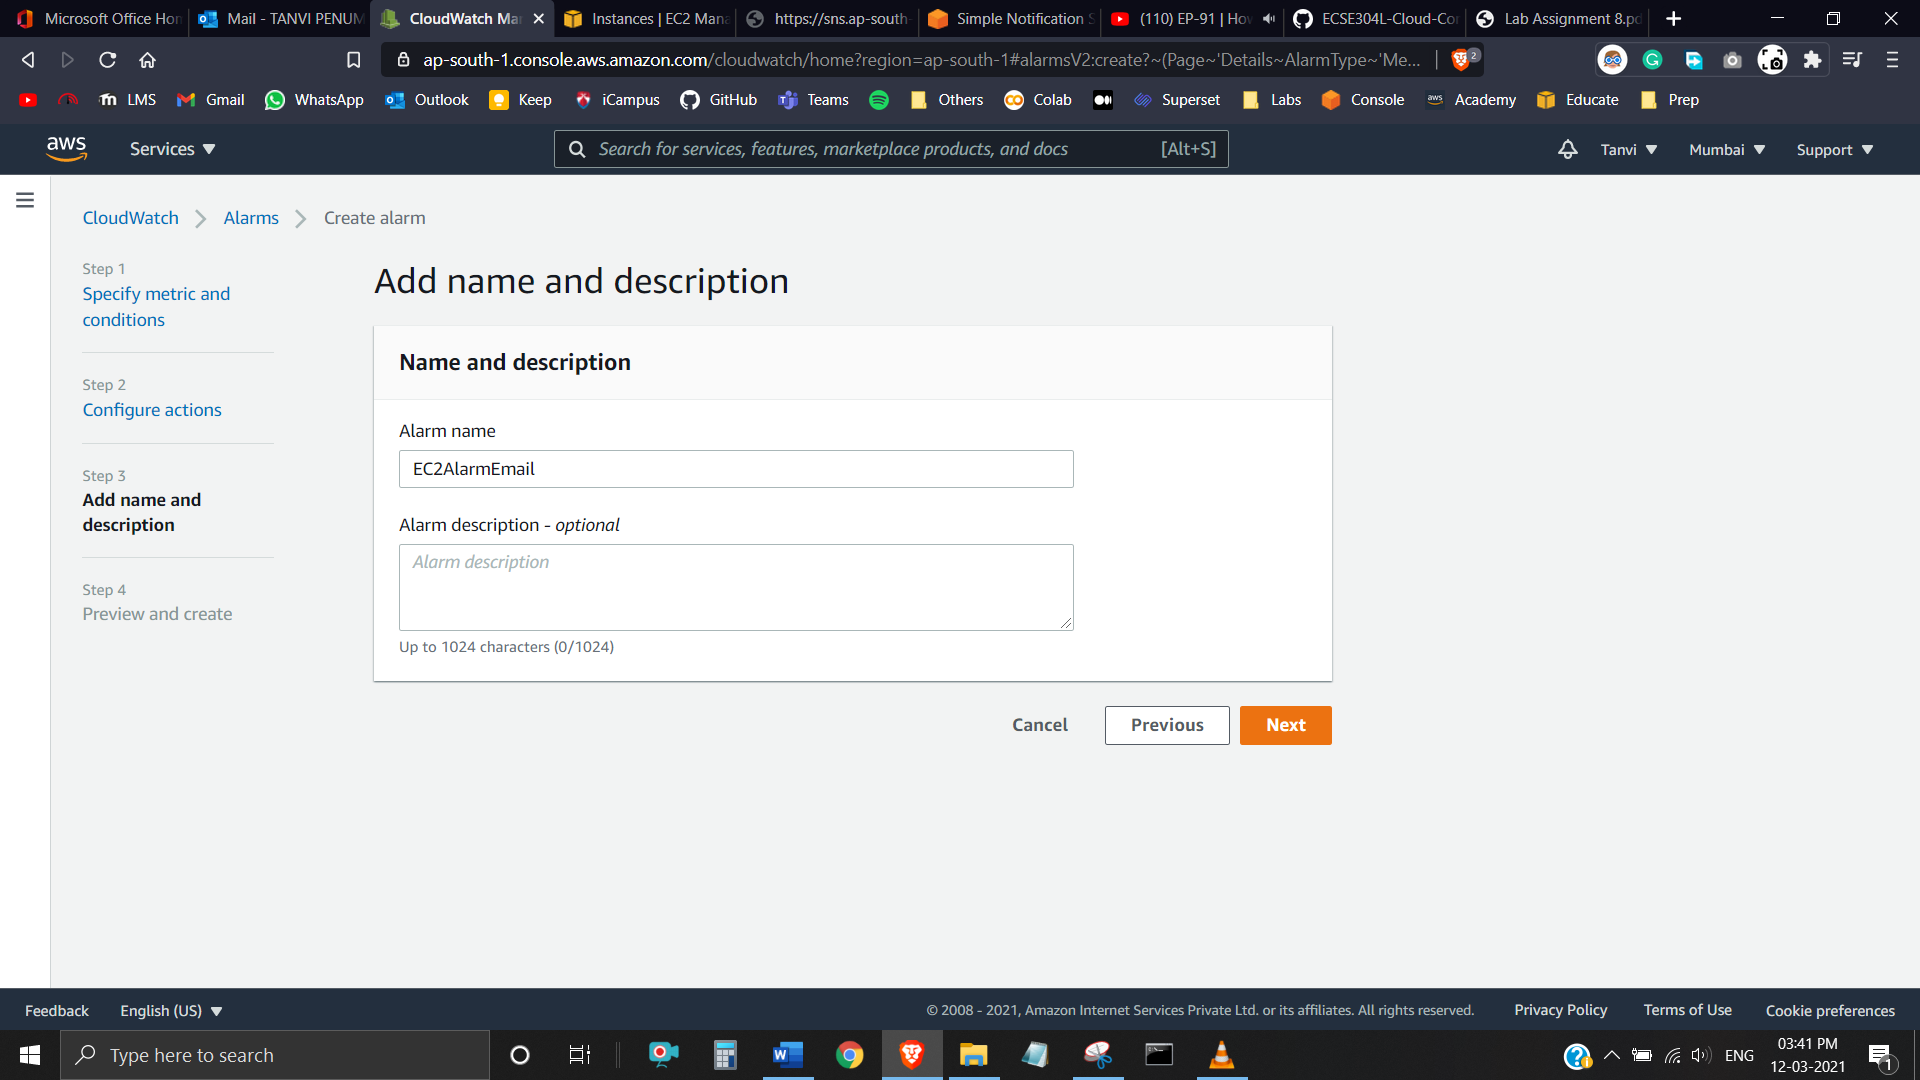 Microsoft Office Hon
Mail - TANVI PENUM
CloudWatch Ma
Instances | EC2 Mana
https://sns.ap-south-
Simple Notification S
(110) EP-91 | How
ECSE304L-Cloud-Co
Lab Assignment 8.pd
ap-south-1.console.aws.amazon.com/cloudwatch/home?region=ap-south-1#alarmsV2:create?~(Page~'Details~AlarmType~'Me...
2
LMS
Gmail
WhatsApp
Outlook
Keep
iCampus
GitHub
Teams
Others
Colab
Superset
Labs
Console
aws
Academy
Educate
Prep
aws
Services
Search for services, features, marketplace products, and docs
[Alt+S]
Tanvi
Mumbai
Support
CloudWatch
Alarms
Create alarm
Step 1
Specify metric and
conditions
Step 2
Configure actions
Step 3
Add name and
description
Step 4
Preview and create
Add name and description
Name and description
Alarm name
EC2AlarmEmail
Alarm description - optional
Alarm description
Up to 1024 characters (0/1024)
Cancel
Previous
Next
Feedback
English (US)
© 2008 - 2021, Amazon Internet Services Private Ltd. or its affiliates. All rights reserved.
Privacy Policy
Terms of Use
Cookie preferences
Type here to search
ENG
03:41 PM
12-03-2021
1